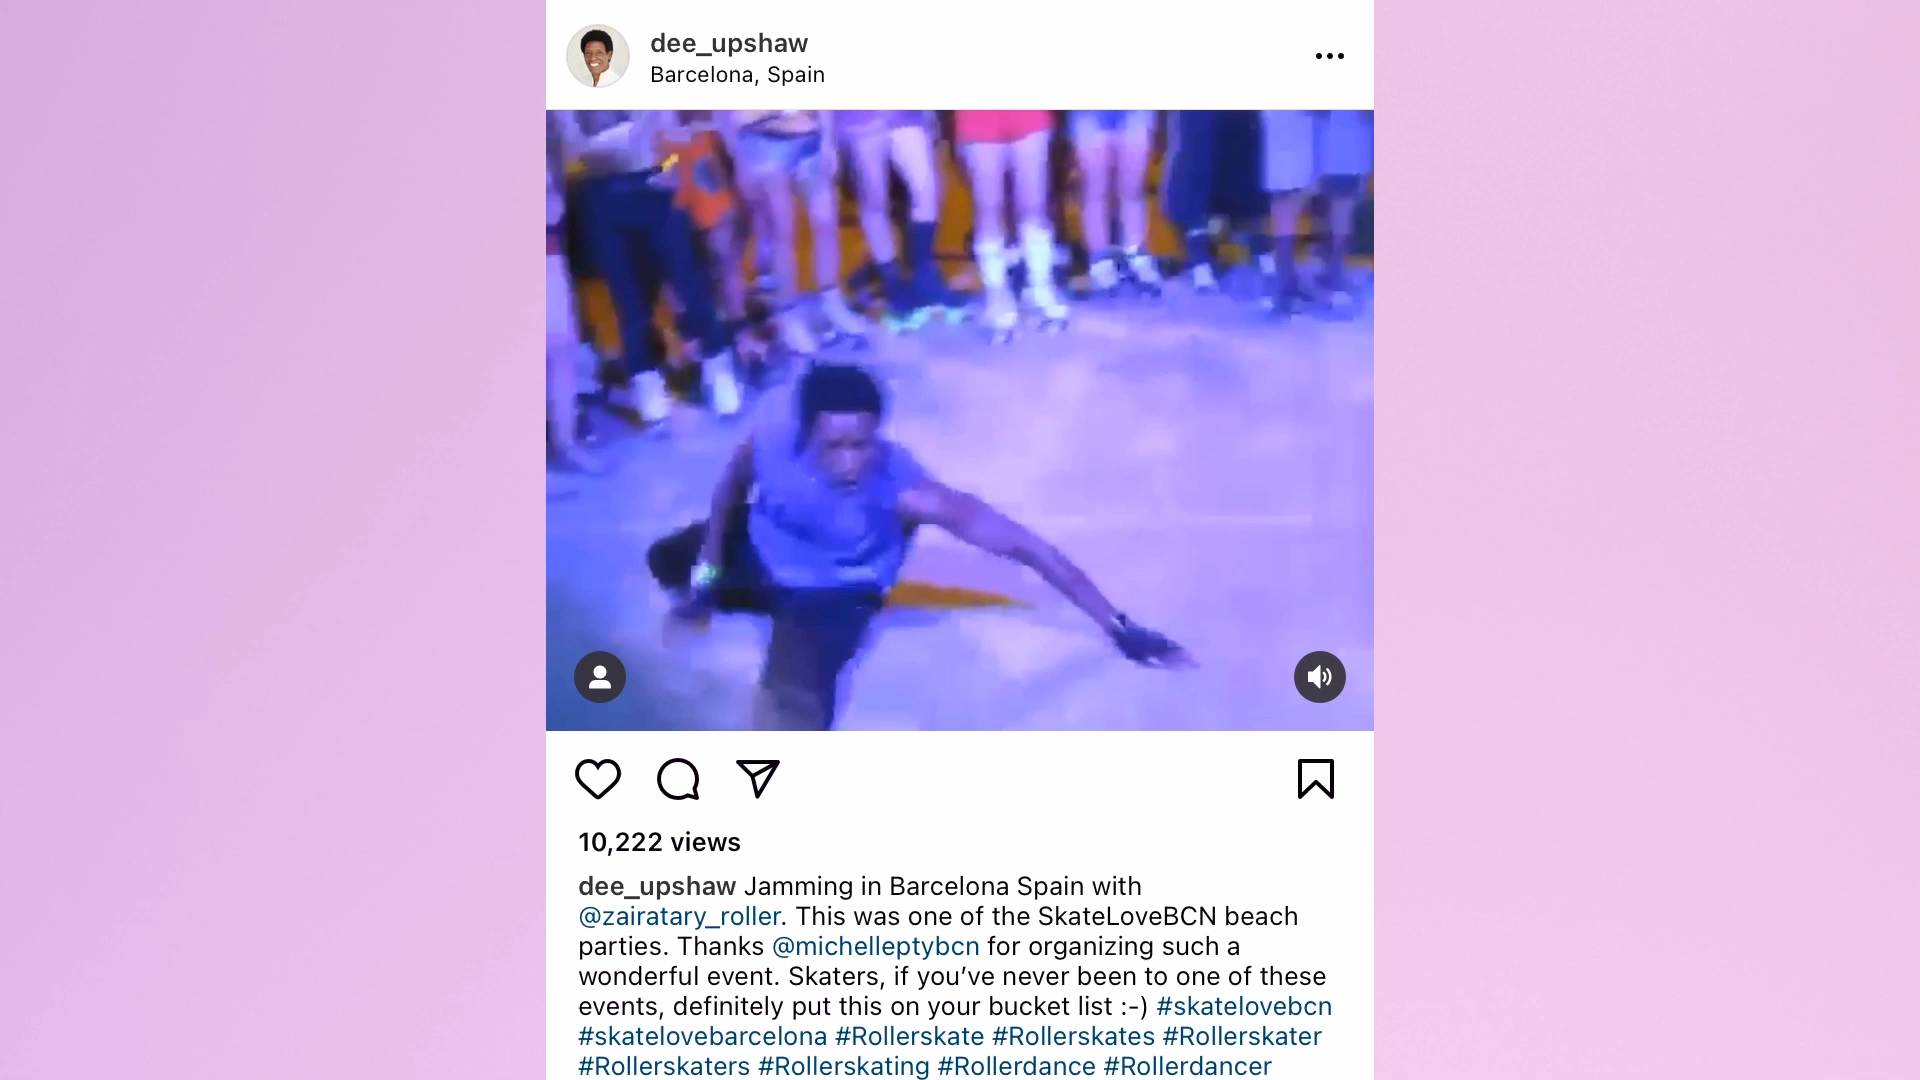 dee_upshaw
Barcelona, Spain
10,222 views
dee_upshaw Jamming in Barcelona Spain with
@zairatary_roller. This was one of the SkateLoveBCN beach
parties. Thanks @michelleptybcn for organizing such a
wonderful event. Skaters, if you’ve never been to one of these
events, definitely put this on your bucket list :-) #skatelovebcn
#skatelovebarcelona #Rollerskate #Rollerskates #Rollerskater
#Rollerskaters #Rollerskating #Rollerdance #Rollerdancer